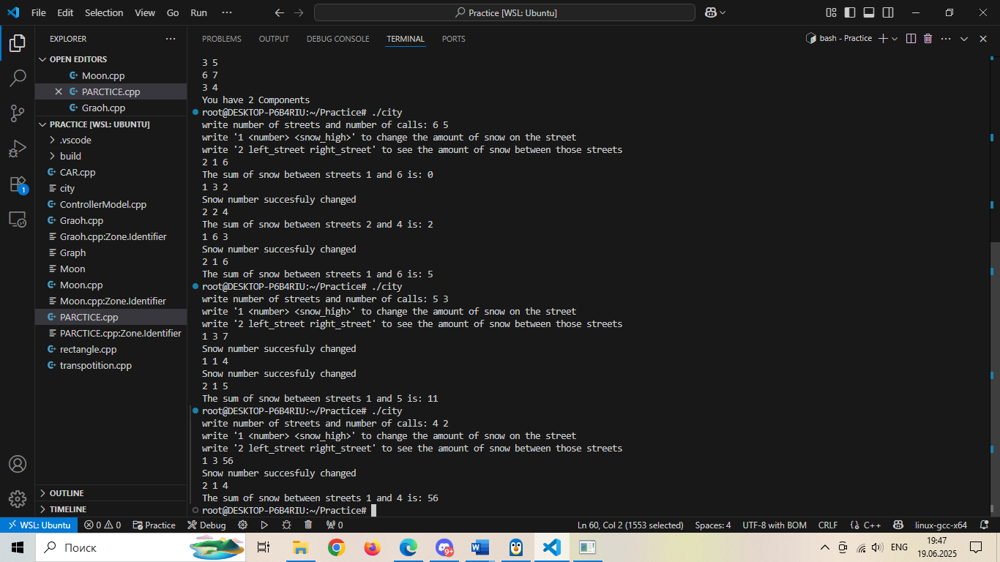 File Edit Selection View Go Run ··· Practice [WSL: Ubuntu]
EXPLORER ···
OPEN EDITORS
Moon.cpp
PARCTICE.cpp
Graoh.cpp
PRACTICE [WSL: UBUNTU]
.vscode
build
CAR.cpp
city
ControllerModel.cpp
Graoh.cpp
Graoh.cpp:Zone.Identifier
Graph
Moon
Moon.cpp
Moon.cpp:Zone.Identifier
PARCTICE.cpp
PARCTICE.cpp:Zone.Identifier
rectangle.cpp
transpotition.cpp
OUTLINE
TIMELINE
1
PROBLEMS OUTPUT DEBUG CONSOLE TERMINAL PORTS bash - Practice
3 5
6 7
3 4
You have 2 Components
root@DESKTOP-P6B4RIU:~/Practice# ./city
write number of streets and number of calls: 6 5
write '1 <number> <snow_high>' to change the amount of snow on the street
write '2 left_street right_street' to see the amount of snow between those streets
2 1 6
The sum of snow between streets 1 and 6 is: 0
1 3 2
Snow number succesfuly changed
2 2 4
The sum of snow between streets 2 and 4 is: 2
1 6 3
Snow number succesfuly changed
2 1 6
The sum of snow between streets 1 and 6 is: 5
root@DESKTOP-P6B4RIU:~/Practice# ./city
write number of streets and number of calls: 5 3
write '1 <number> <snow_high>' to change the amount of snow on the street
write '2 left_street right_street' to see the amount of snow between those streets
1 3 7
Snow number succesfuly changed
1 1 4
Snow number succesfuly changed
2 1 5
The sum of snow between streets 1 and 5 is: 11
root@DESKTOP-P6B4RIU:~/Practice# ./city
write number of streets and number of calls: 4 2
write '1 <number> <snow_high>' to change the amount of snow on the street
write '2 left_street right_street' to see the amount of snow between those streets
1 3 56
Snow number succesfuly changed
2 1 4
The sum of snow between streets 1 and 4 is: 56
root@DESKTOP-P6B4RIU:~/Practice#
WSL: Ubuntu 0 0 Practice Debug 0 Ln 60, Col 2 (1553 selected) Spaces: 4 UTF-8 with BOM CRLF {} C++ linux-gcc-x64
Поиск 9+ W ENG 19:47
19.06.2025